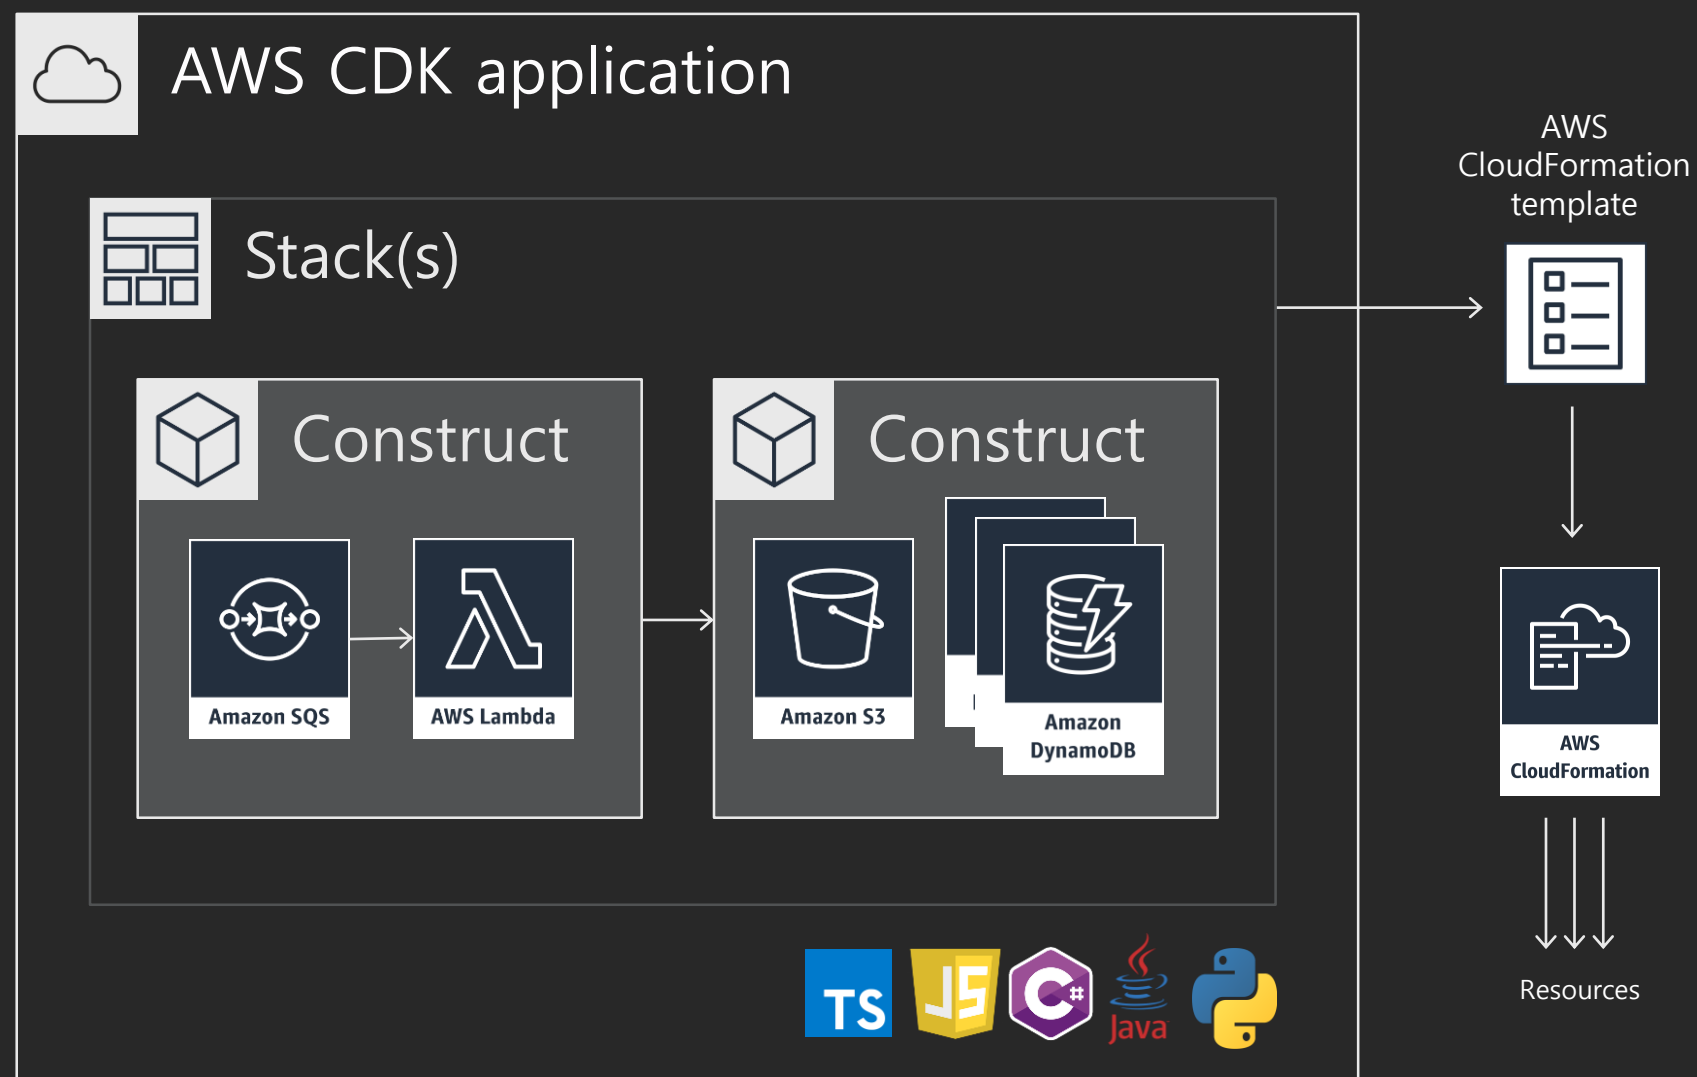 AWS CDK application
AWS
CloudFormation
template
Stack(s)
Construct
Construct
Amazon SQS
AWS Lambda
Amazon S3
Amazon
DynamoDB
AWS
CloudFormation
TS
JS
C#
Java
Resources